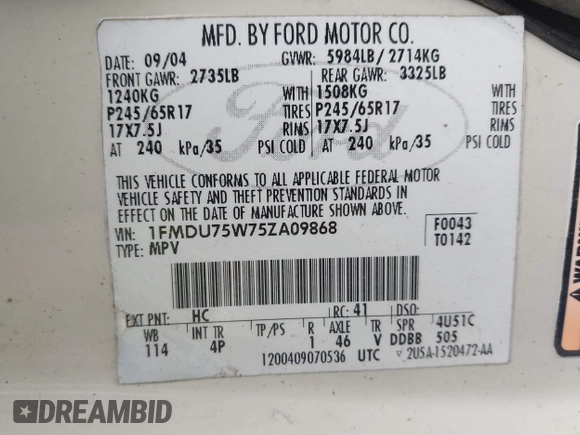 MFD. BY FORD MOTOR CO.
DATE: 09/04 GVWR: 5984LB/ 2714KG
FRONT GAWR: 2735LB REAR GAWR: 3325LB
1240KG WITH 1508KG WITH
P245/65R17 TIRES P245/65R17 TIRES
17X7.5J RIMS 17X7.5J RIMS
AT 240 kPa/35 PSI COLD AT 240 kPa/35 PSI COLD
Ford
THIS VEHICLE CONFORMS TO ALL APPLICABLE FEDERAL MOTOR
VEHICLE SAFETY AND THEFT PREVENTION STANDARDS IN
EFFECT ON THE DATE OF MANUFACTURE SHOWN ABOVE.
VIN: 1FMDU75W75ZA09868 F0043
TYPE: MPV T0142
EXT PNT: HC RC: 41 DSO:
WB INT TR TP/PS R AXLE TR SPR 4U51C
114 4P 1 46 V DDBB 505
1200409070536 UTC 2U5A-1520472-AA
WARN
DREAMBID